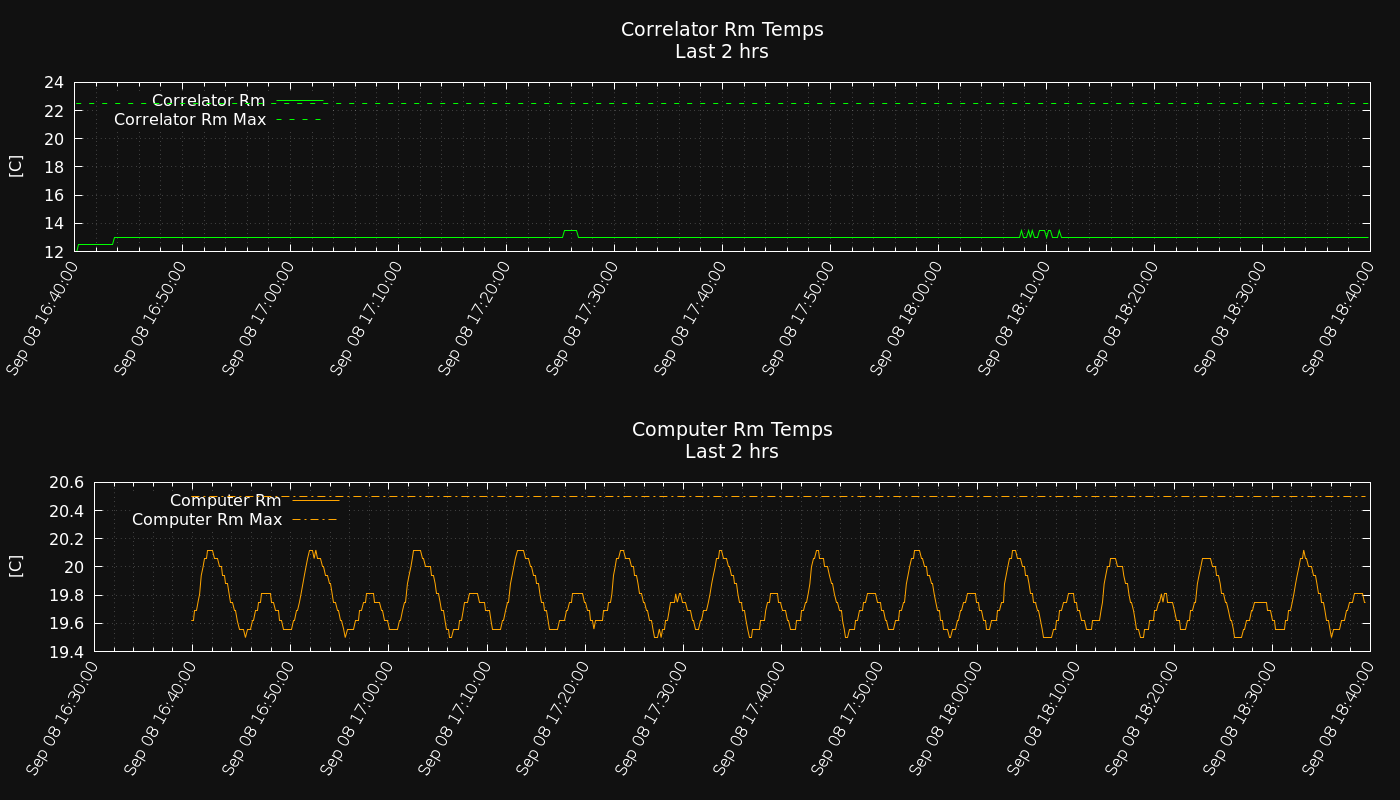 Correlator Rm Temps
Last 2 hrs
24
22
20
18
16
14
12
[C]
Correlator Rm
Correlator Rm Max
Sep 08 16:40:00
Sep 08 16:50:00
Sep 08 17:00:00
Sep 08 17:10:00
Sep 08 17:20:00
Sep 08 17:30:00
Sep 08 17:40:00
Sep 08 17:50:00
Sep 08 18:00:00
Sep 08 18:10:00
Sep 08 18:20:00
Sep 08 18:30:00
Sep 08 18:40:00
Computer Rm Temps
Last 2 hrs
20.6
20.4
20.2
20
19.8
19.6
19.4
[C]
Computer Rm
Computer Rm Max
Sep 08 16:30:00
Sep 08 16:40:00
Sep 08 16:50:00
Sep 08 17:00:00
Sep 08 17:10:00
Sep 08 17:20:00
Sep 08 17:30:00
Sep 08 17:40:00
Sep 08 17:50:00
Sep 08 18:00:00
Sep 08 18:10:00
Sep 08 18:20:00
Sep 08 18:30:00
Sep 08 18:40:00